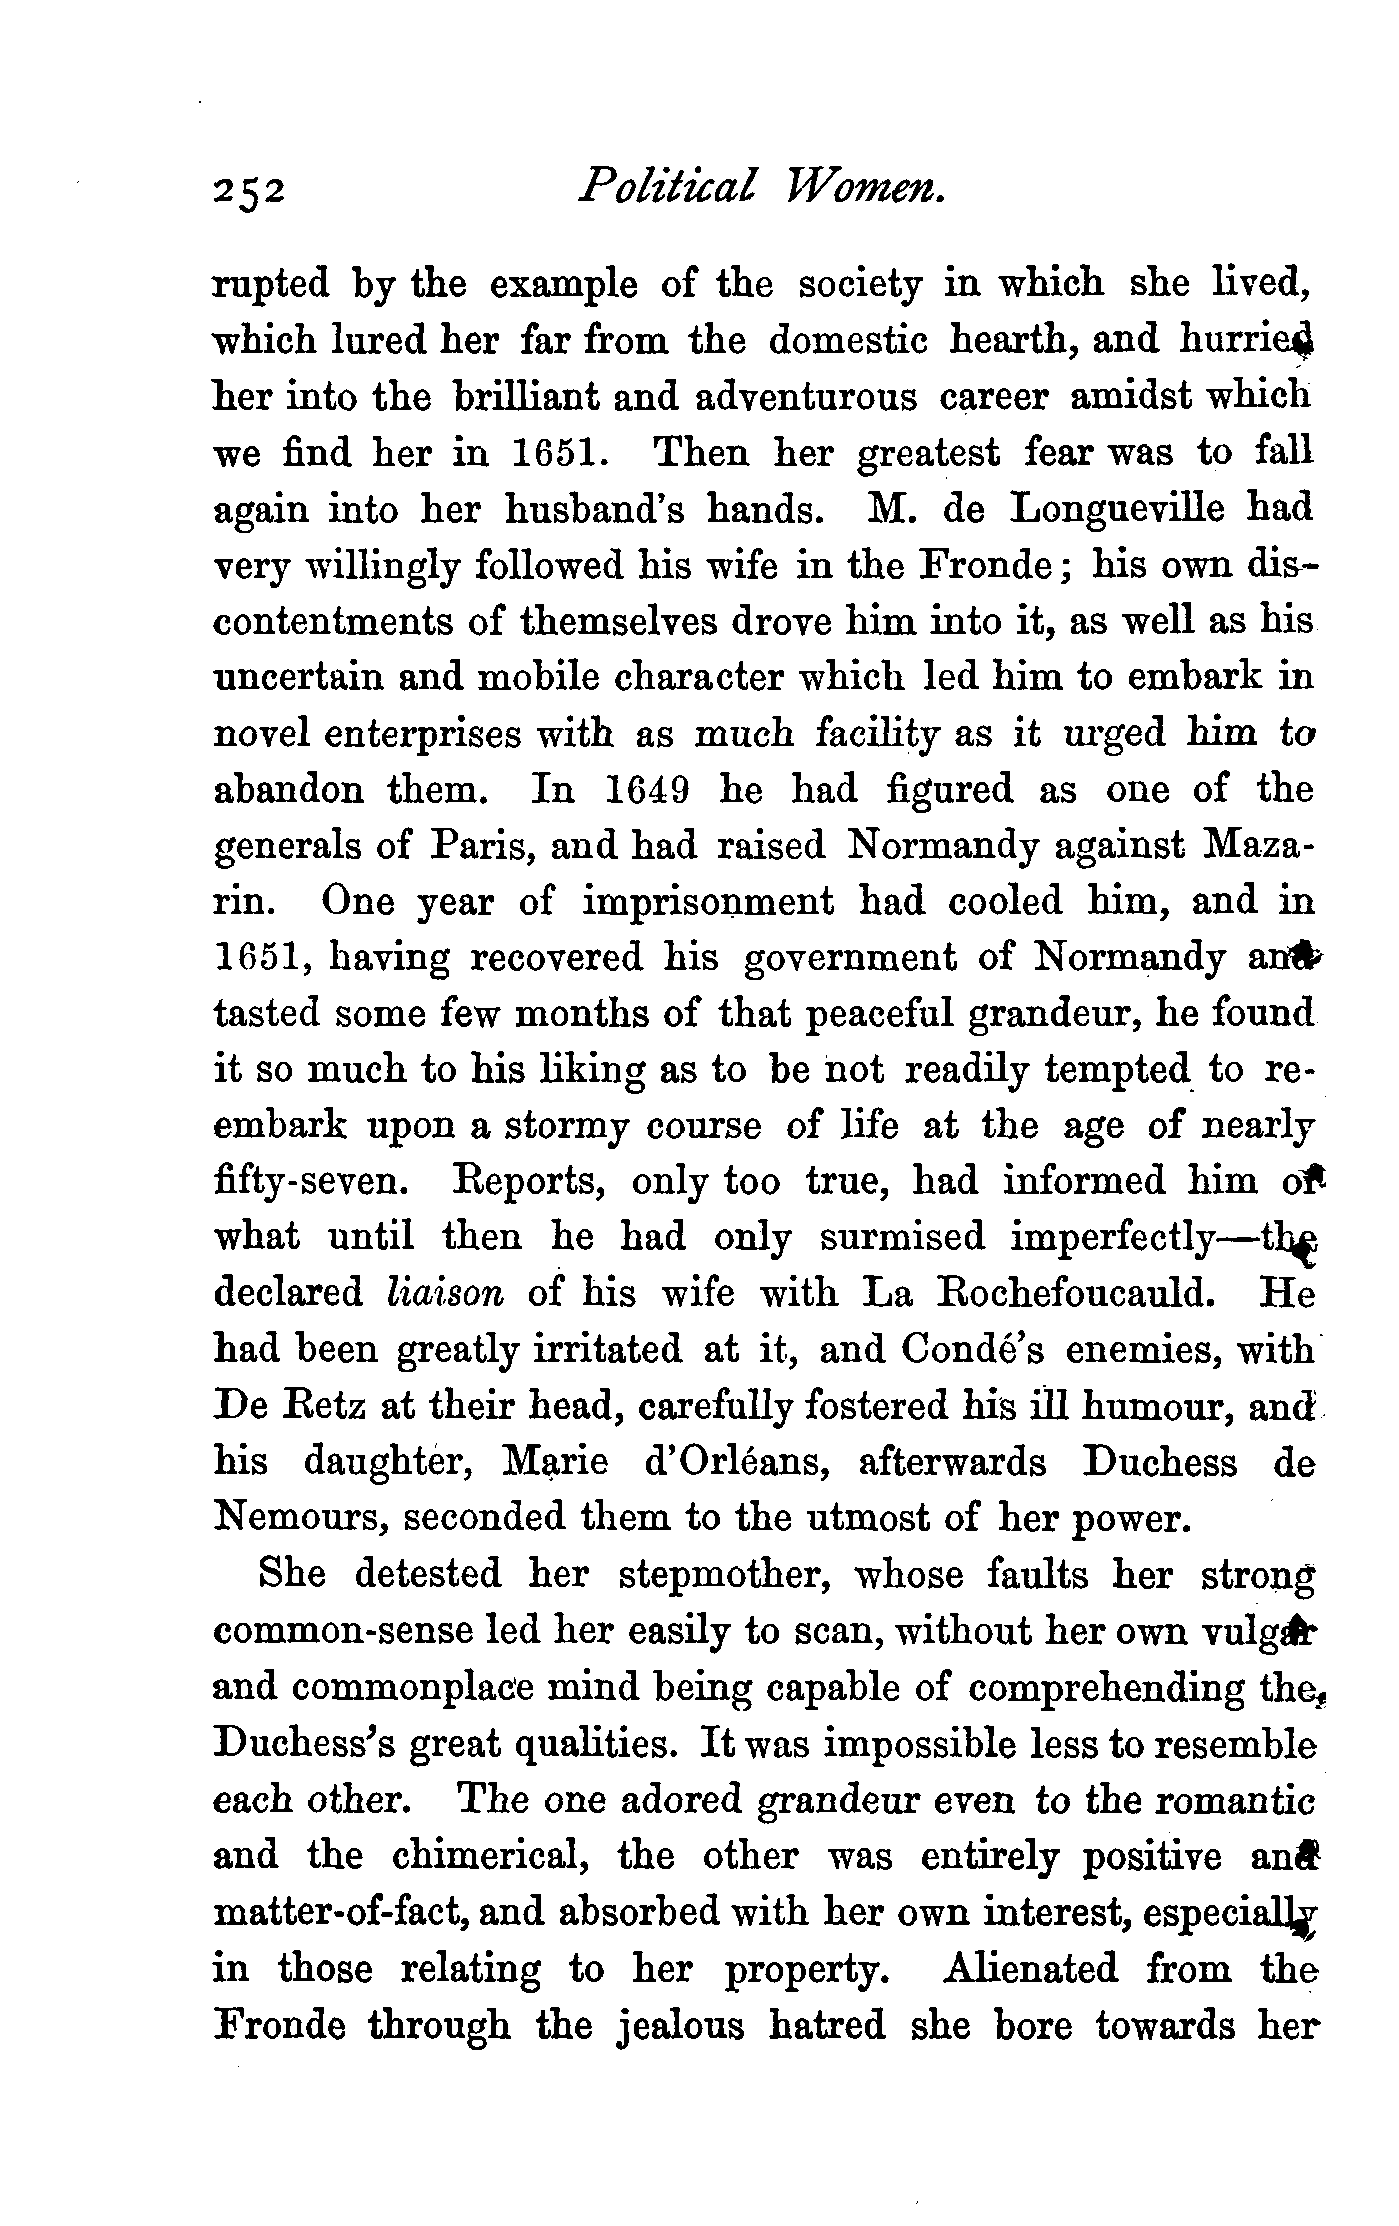 252 Political Women.
rupted by the example of the society in which she lived,
which lured her far from the domestic hearth, and hurried
her into the brilliant and adventurous career amidst which
we find her in 1651. Then her greatest fear was to fall
again into her husband's hands. M. de Longueville had
very willingly followed his wife in the Fronde; his own dis-
contentments of themselves drove him into it, as well as his
uncertain and mobile character which led him to embark in
novel enterprises with as much facility as it urged him to
abandon them. In 1649 he had figured as one of the
generals of Paris, and had raised Normandy against Maza-
rin. One year of imprisonment had cooled him, and in
1651, having recovered his government of Normandy and
tasted some few months of that peaceful grandeur, he found
it so much to his liking as to be not readily tempted to re-
embark upon a stormy course of life at the age of nearly
fifty-seven. Reports, only too true, had informed him of
what until then he had only surmised imperfectly—the
declared liaison of his wife with La Rochefoucauld. He
had been greatly irritated at it, and Condé's enemies, with
De Retz at their head, carefully fostered his ill humour, and
his daughter, Marie d'Orléans, afterwards Duchess de
Nemours, seconded them to the utmost of her power.
She detested her stepmother, whose faults her strong
common-sense led her easily to scan, without her own vulgar
and commonplace mind being capable of comprehending the
Duchess's great qualities. It was impossible less to resemble
each other. The one adored grandeur even to the romantic
and the chimerical, the other was entirely positive and
matter-of-fact, and absorbed with her own interest, especially
in those relating to her property. Alienated from the
Fronde through the jealous hatred she bore towards her